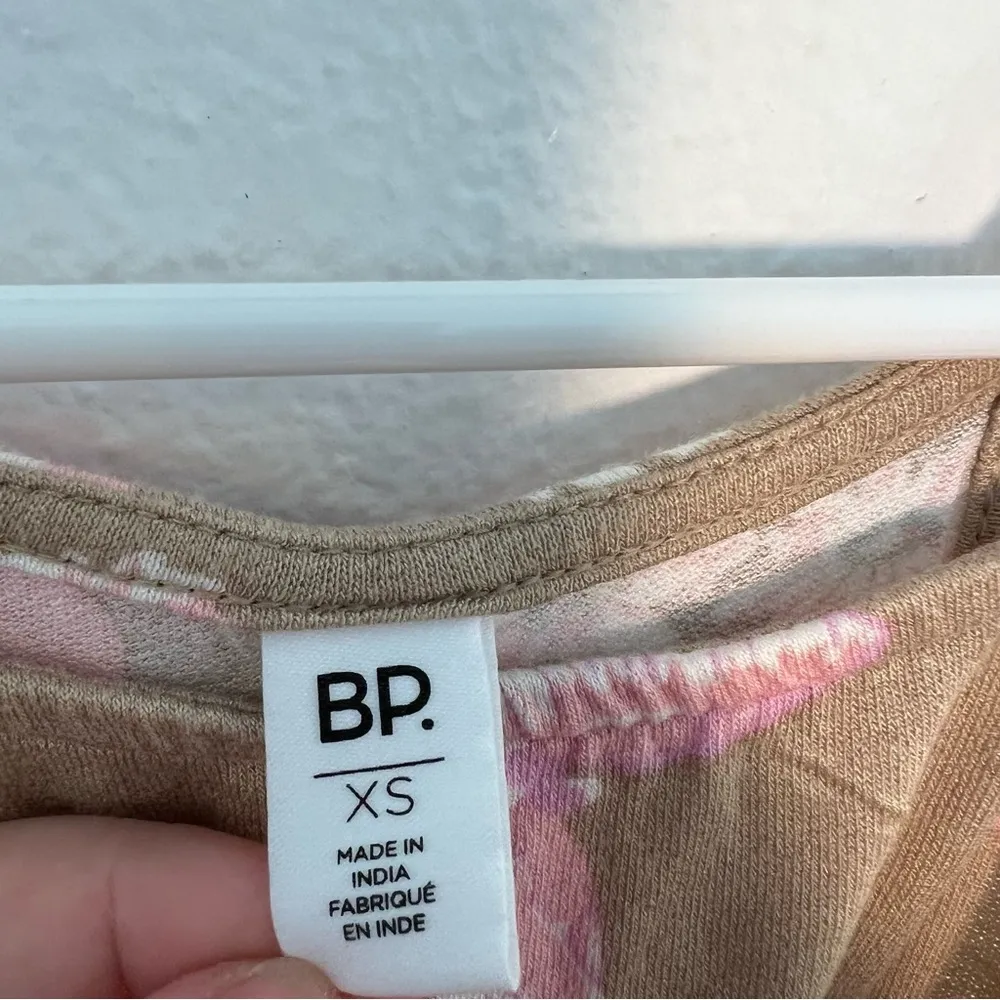 BP.
XS
MADE IN
INDIA
FABRIQUÉ
EN INDE